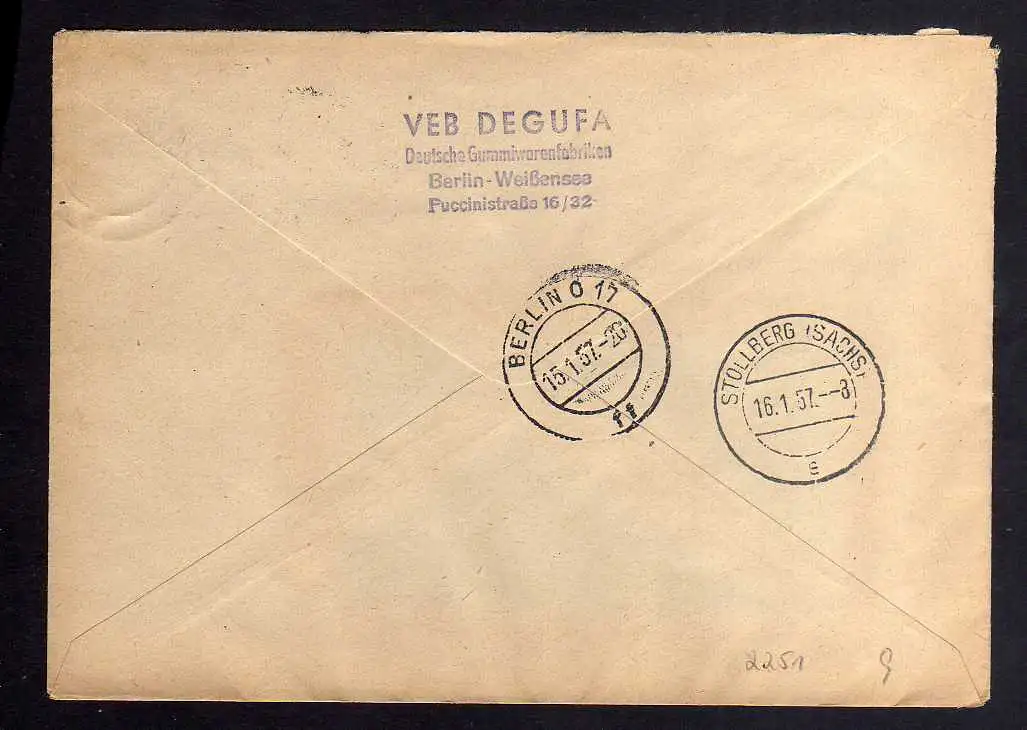 VEB DEGUFA
Deutsche Gummiwarenfabriken
Berlin-Weißensee
Puccinistraße 16/32
BERLIN O 17
15.1.57.-20
ff
STOLLBERG (SACHS)
16.1.57.--8
e
2251